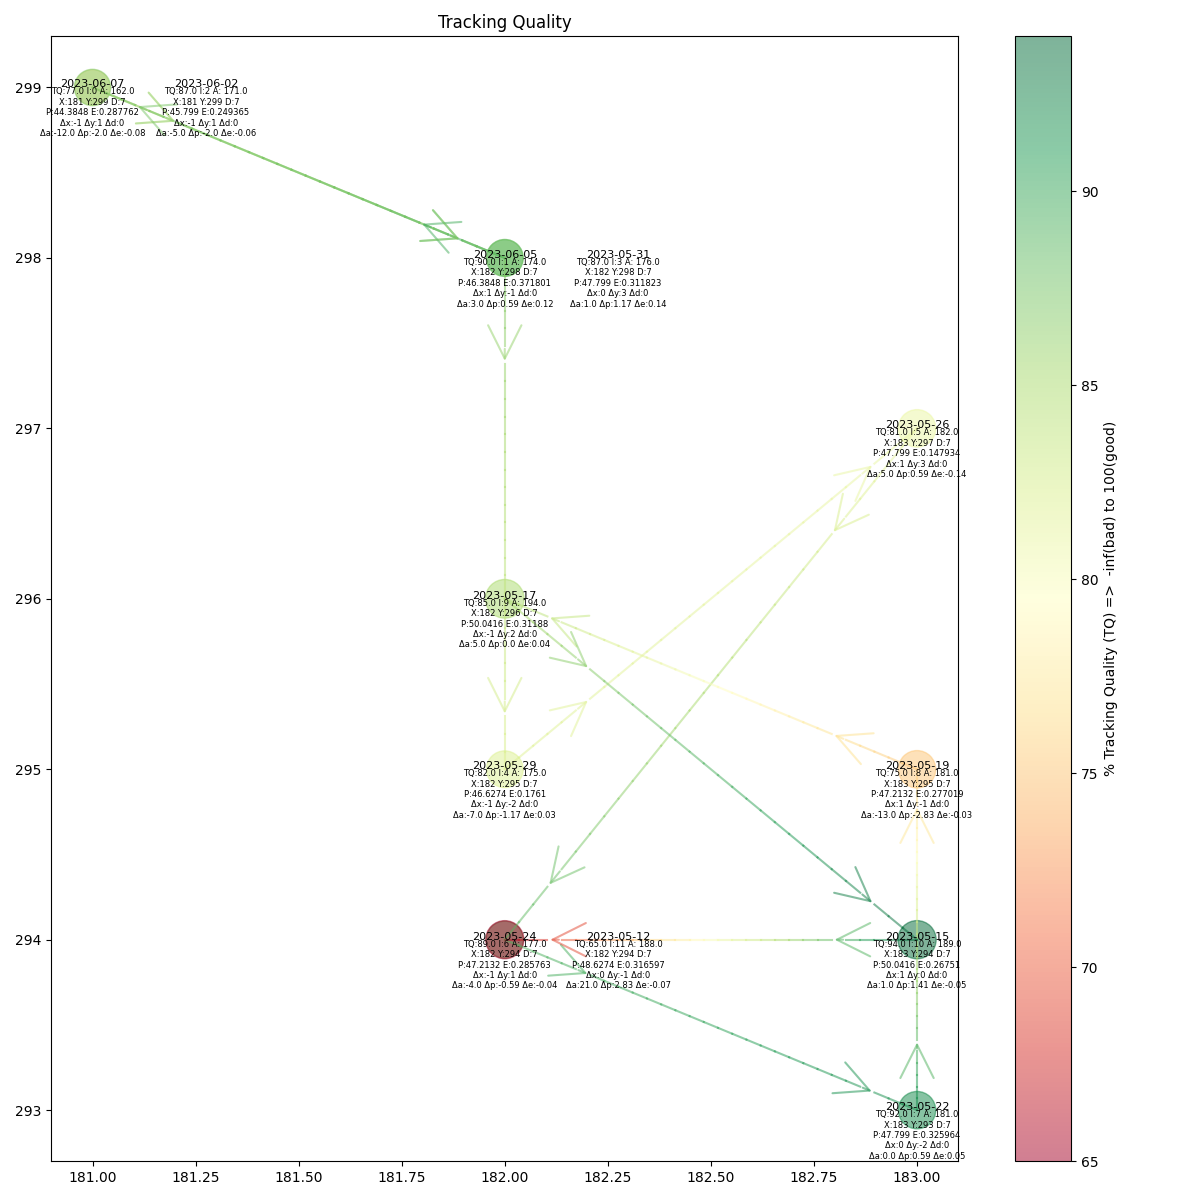 Tracking Quality
299
298
297
296
295
294
293
181.00
181.25
181.50
181.75
182.00
182.25
182.50
182.75
183.00
2023-06-07
TQ:77.0 I:0 A: 162.0
X:181 Y:299 D:7
P:44.3848 E:0.287762
Δx:-1 Δy:1 Δd:0
Δa:-12.0 Δp:-2.0 Δe:-0.08
2023-06-02
TQ:87.0 I:2 A: 171.0
X:181 Y:299 D:7
P:45.799 E:0.249365
Δx:-1 Δy:1 Δd:0
Δa:-5.0 Δp:-2.0 Δe:-0.06
2023-06-05
TQ:90.0 I:1 A: 174.0
X:182 Y:298 D:7
P:46.3848 E:0.371801
Δx:1 Δy:-1 Δd:0
Δa:3.0 Δp:0.59 Δe:0.12
2023-05-31
TQ:87.0 I:3 A: 176.0
X:182 Y:298 D:7
P:47.799 E:0.311823
Δx:0 Δy:3 Δd:0
Δa:1.0 Δp:1.17 Δe:0.14
2023-05-26
TQ:81.0 I:5 A: 182.0
X:183 Y:297 D:7
P:47.799 E:0.147934
Δx:1 Δy:3 Δd:0
Δa:5.0 Δp:0.59 Δe:-0.14
2023-05-17
TQ:85.0 I:9 A: 194.0
X:182 Y:296 D:7
P:50.0416 E:0.31188
Δx:-1 Δy:2 Δd:0
Δa:5.0 Δp:0.0 Δe:0.04
2023-05-29
TQ:82.0 I:4 A: 175.0
X:182 Y:295 D:7
P:46.6274 E:0.1761
Δx:-1 Δy:-2 Δd:0
Δa:-7.0 Δp:-1.17 Δe:0.03
2023-05-19
TQ:75.0 I:8 A: 181.0
X:183 Y:295 D:7
P:47.2132 E:0.277019
Δx:1 Δy:-1 Δd:0
Δa:-13.0 Δp:-2.83 Δe:-0.03
2023-05-24
TQ:89.0 I:6 A: 177.0
X:182 Y:294 D:7
P:47.2132 E:0.285763
Δx:-1 Δy:1 Δd:0
Δa:-4.0 Δp:-0.59 Δe:-0.04
2023-05-12
TQ:65.0 I:11 A: 188.0
X:182 Y:294 D:7
P:48.6274 E:0.316597
Δx:0 Δy:-1 Δd:0
Δa:21.0 Δp:2.83 Δe:-0.07
2023-05-15
TQ:94.0 I:10 A: 189.0
X:183 Y:294 D:7
P:50.0416 E:0.26751
Δx:1 Δy:0 Δd:0
Δa:1.0 Δp:1.41 Δe:-0.05
2023-05-22
TQ:92.0 I:7 A: 181.0
X:183 Y:293 D:7
P:47.799 E:0.325964
Δx:0 Δy:-2 Δd:0
Δa:0.0 Δp:0.59 Δe:0.05
90
85
80
75
70
65
% Tracking Quality (TQ) => -inf(bad) to 100(good)